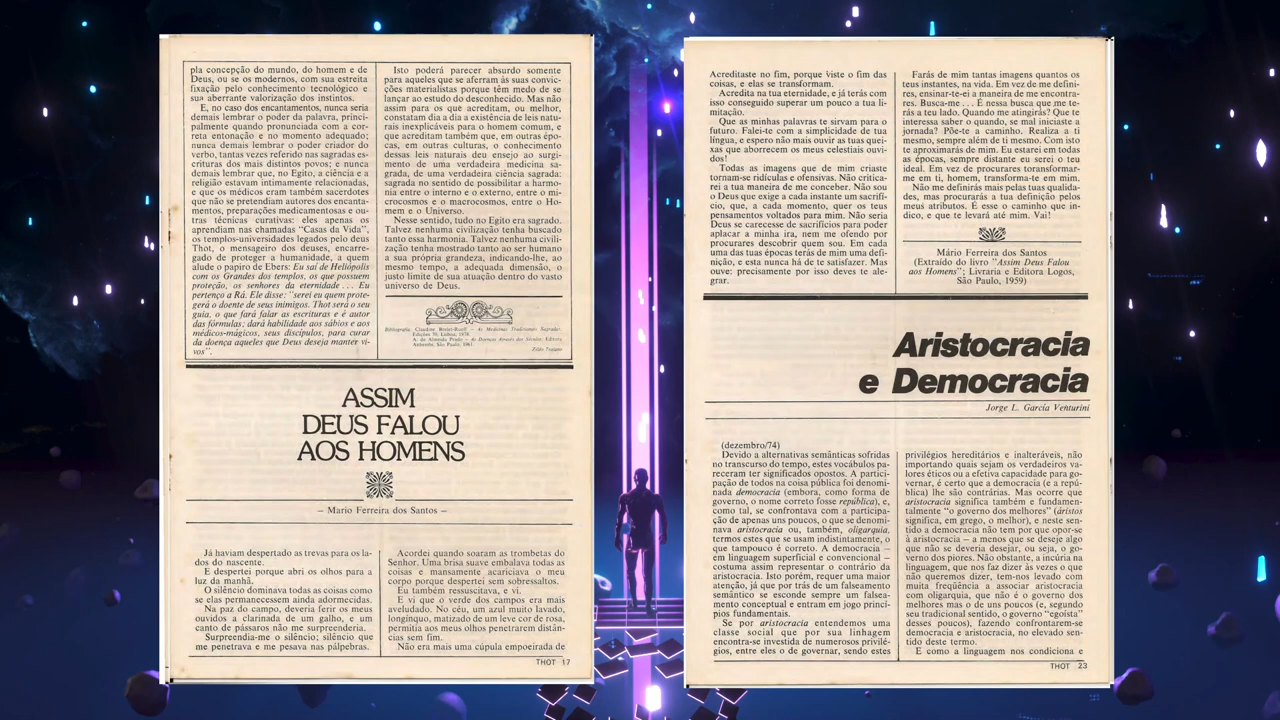 pla concepção do mundo, do homem e de
Deus, ou se os modernos, com sua estreita
fixação pelo conhecimento tecnológico e
sua aberrante valorização dos instintos.
E, no caso dos encantamentos, nunca seria
demais lembrar o poder da palavra, princi-
palmente quando pronunciada com a cor-
reta entonação e no momento adequado;
nunca demais lembrar o poder criador do
verbo, tantas vezes referido nas sagradas es-
crituras dos mais distintos povos; e nunca
demais lembrar que, no Egito, a ciência e a
religião estavam intimamente relacionadas,
e que os médicos eram também sacerdotes
que não se pretendiam autores dos encanta-
mentos, preparações medicamentosas e ou-
tras técnicas curativas: eles apenas os
aprendiam nas chamadas "Casas da Vida",
os templos-universidades legados pelo deus
Thot, o mensageiro dos deuses, encarre-
gado de proteger a humanidade, a quem
alude o papiro de Ebers: Eu saí de Heliópolis
com os Grandes dos templos, os que possuem
proteção, os senhores da eternidade . . . Eu
pertenço a Rá. Ele disse: "serei eu quem prote-
gerá o doente de seus inimigos. Thot será o seu
guia, o que fará falar as escrituras e é autor
das fórmulas; dará habilidade aos sábios e aos
médico-mágicos, seus discípulos, para curar
da doença aqueles que Deus deseja manter vi-
vos".
Isto poderá parecer absurdo somente
para aqueles que se aferram às suas convic-
ções materialistas porque têm medo de se
lançar ao estudo do desconhecido. Mas não
assim para os que acreditam, ou melhor,
constatam dia a dia a existência de leis natu-
rais inexplicáveis para o homem comum, e
que acreditam também que, em outras épo-
cas, em outras culturas, o conhecimento
dessas leis naturais deu ensejo ao surgi-
mento de uma verdadeira medicina sa-
grada, de uma verdadeira ciência sagrada:
sagrada no sentido de possibilitar a harmo-
nia entre o interno e o externo, entre o mi-
crocosmos e o macrocosmos, entre o Ho-
mem e o Universo.
Nesse sentido, tudo no Egito era sagrado.
Talvez nenhuma civilização tenha buscado
tanto essa harmonia. Talvez nenhuma civili-
zação tenha mostrado tanto ao ser humano
a sua própria grandeza, indicando-lhe, ao
mesmo tempo, a adequada dimensão, o
justo limite de sua atuação dentro do vasto
universo de Deus.
Bibliografia: Claudine Brelet-Rueff – As Medicinas Tradicionais Sagradas;
Edições 70, Lisboa, 1978
A. de Almeida Prado – As Doenças Através dos Séculos; Editora
Anhembi, São Paulo, 1961
Zilda
ASSIM
DEUS FALOU
AOS HOMENS
– Mario Ferreira dos Santos –
Já haviam despertado as trevas para os la-
dos do nascente.
E despertei porque abri os olhos para a
luz da manhã.
O silêncio dominava todas as coisas como
se elas permanecessem ainda adormecidas.
Na paz do campo, deveria ferir os meus
ouvidos a clarinada de um galho, e um
canto de pássaros não me surpreenderia.
Surpreendia-me o silêncio; silêncio que
me penetrava e me pesava nas pálpebras.
Acordei quando soaram as trombetas do
Senhor. Uma brisa suave embalava todas as
coisas e mansamente acariciava o meu
corpo porque despertei sem sobressaltos.
Eu também ressuscitava, e vi.
E vi que o verde dos campos era mais
aveludado. No céu, um azul muito lavado,
longínquo, matizado de um leve cor de rosa,
permitia aos meus olhos penetrarem distân-
cias sem fim.
Não era mais uma cúpula empoeirada de
THOT 17
Acreditaste no fim, porque viste o fim das
coisas, e elas se transformam.
Acredita na tua eternidade, e já terás com
isso conseguido superar um pouco a tua li-
mitação.
Que as minhas palavras te sirvam para o
futuro. Falei-te com a simplicidade de tua
língua, e espero não mais ouvir as tuas quei-
xas que aborrecem os meus celestiais ouvi-
dos!
Todas as imagens que de mim criaste
tornam-se ridículas e ofensivas. Não critica-
rei a tua maneira de me conceber. Não sou
o Deus que exige a cada instante um sacrifí-
cio, que, a cada momento, quer os teus
pensamentos voltados para mim. Não seria
Deus se carecesse de sacrifícios para poder
aplacar a minha ira, nem me ofendo por
procurares descobrir quem sou. Em cada
uma das tuas épocas terás de mim uma defi-
nição, e esta nunca há de te satisfazer. Mas
ouve: precisamente por isso deves te ale-
grar.
Farás de mim tantas imagens quantos os
teus instantes, na vida. Em vez de me defini-
res, ensinar-te-ei a maneira de me encontra-
res. Busca-me . . . É nessa busca que me te-
rás a teu lado. Quando me atingirás? Que te
interessa saber o quando, se mal iniciaste a
jornada? Põe-te a caminho. Realiza a ti
mesmo, sempre além de ti mesmo. Com isto
te aproximarás de mim. Eu estarei em todas
as épocas, sempre distante eu serei o teu
ideal. Em vez de procurares toransformar-
me em ti, homem, transforma-te em mim.
Não me definirás mais pelas tuas qualida-
des, mas procurarás a tua definição pelos
meus atributos. É esse o caminho que in-
dico, e que te levará até mim. Vai!
Mário Ferreira dos Santos
(Extraído do livro "Assim Deus Falou
aos Homens"; Livraria e Editora Logos,
São Paulo, 1959)
Aristocracia
e Democracia
Jorge L. García Venturini
(dezembro/74)
Devido a alternativas semânticas sofridas
no transcurso do tempo, estes vocábulos pa-
receram ter significados opostos. A partici-
pação de todos na coisa pública foi denomi-
nada democracia (embora, como forma de
governo, o nome correto fosse república), e,
como tal, se confrontava com a participa-
ção de apenas uns poucos, o que se denomi-
nava aristocracia ou, também, oligarquia,
termos estes que se usam indistintamente, o
que tampouco é correto. A democracia –
em linguagem superficial e convencional –
costuma assim representar o contrário da
aristocracia. Isto porém, requer uma maior
atenção, já que por trás de um falseamento
semântico se esconde sempre um falsea-
mento conceptual e entram em jogo princí-
pios fundamentais.
Se por aristocracia entendemos uma
classe social que por sua linhagem
encontra-se investida de numerosos privilé-
gios, entre eles o de governar, sendo estes
privilégios hereditários e inalteráveis, não
importando quais sejam os verdadeiros va-
lores éticos ou a efetiva capacidade para go-
vernar, é certo que a democracia (e a repú-
blica) lhe são contrárias. Mas ocorre que
aristocracia significa também e fundamen-
talmente "o governo dos melhores" (áristos
significa, em grego, o melhor), e neste sen-
tido a democracia não tem por que opor-se
à aristocracia – a menos que se deseje algo
que não se deveria desejar, ou seja, o go-
verno dos piores. Não obstante, a incúria na
linguagem, que nos faz dizer às vezes o que
não queremos dizer, tem-nos levado com
muita freqüência a associar aristocracia
com oligarquia, que não é o governo dos
melhores mas o de uns poucos (e, segundo
seu tradicional sentido, o governo "egoísta"
desses poucos), fazendo confrontarem-se
democracia e aristocracia, no elevado sen-
tido deste termo.
E como a linguagem nos condiciona e
THOT 23